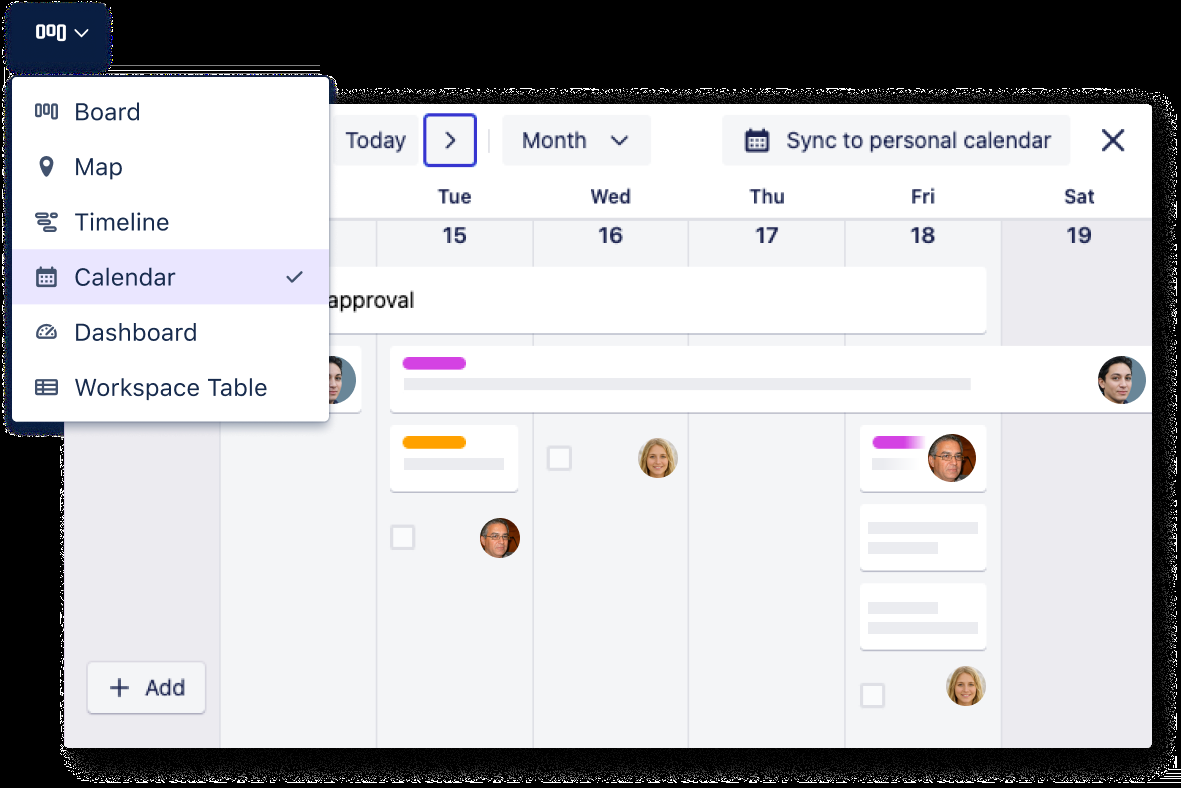 Board
Map
Timeline
Calendar
Dashboard
Workspace Table
Today
Month
Sync to personal calendar
Tue Wed Thu Fri Sat
15 16 17 18 19
approval
Add